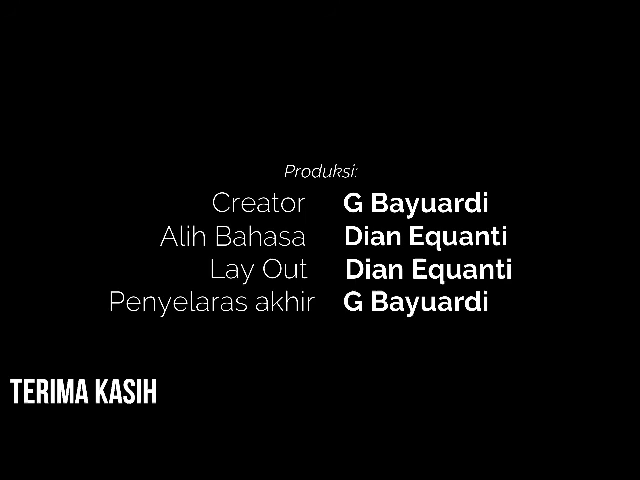 Produksi:
Creator G Bayuardi
Alih Bahasa Dian Equanti
Lay Out Dian Equanti
Penyelaras akhir G Bayuardi
TERIMA KASIH